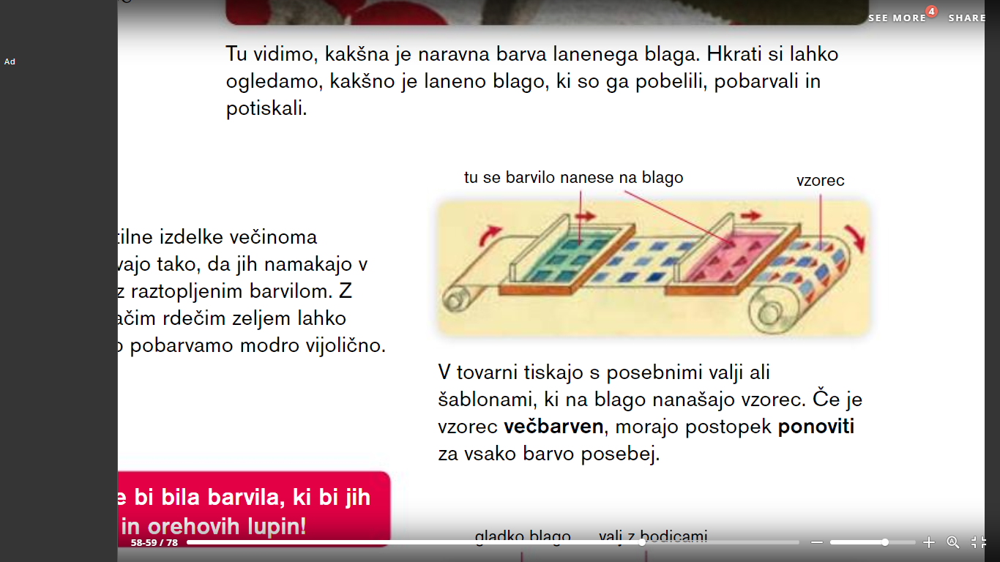 SEE MORE 4 SHARE
Ad
Tu vidimo, kakšna je naravna barva lanenega blaga. Hkrati si lahko
ogledamo, kakšno je laneno blago, ki so ga pobelili, pobarvali in
potiskali.
tu se barvilo nanese na blago
vzorec
tilne izdelke večinoma
vajo tako, da jih namakajo v
z raztopljenim barvilom. Z
ačim rdečim zeljem lahko
o pobarvamo modro vijolično.
V tovarni tiskajo s posebnimi valji ali
šablonami, ki na blago nanašajo vzorec. Če je
vzorec večbarven, morajo postopek ponoviti
za vsako barvo posebej.
e bi bila barvila, ki bi jih
in orehovih lupin!
gladko blago
valj z bodicami
58-59 / 78